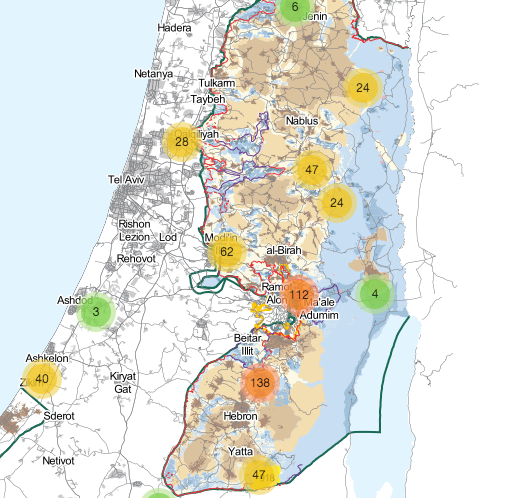 6
Jenin
Hadera
Netanya
Tulkarm
24
Taybeh
Nablus
Qalqiliyah
28
47
Tel Aviv
24
Rishon
Lezion
Lod
Modi'in
62
al-Birah
Rehovot
112
4
Ma'ale
Adumim
Ashdod
3
Beitar
Illit
Ashkelon
40
Kiryat
Gat
138
Sderot
Hebron
Yatta
Netivot
47